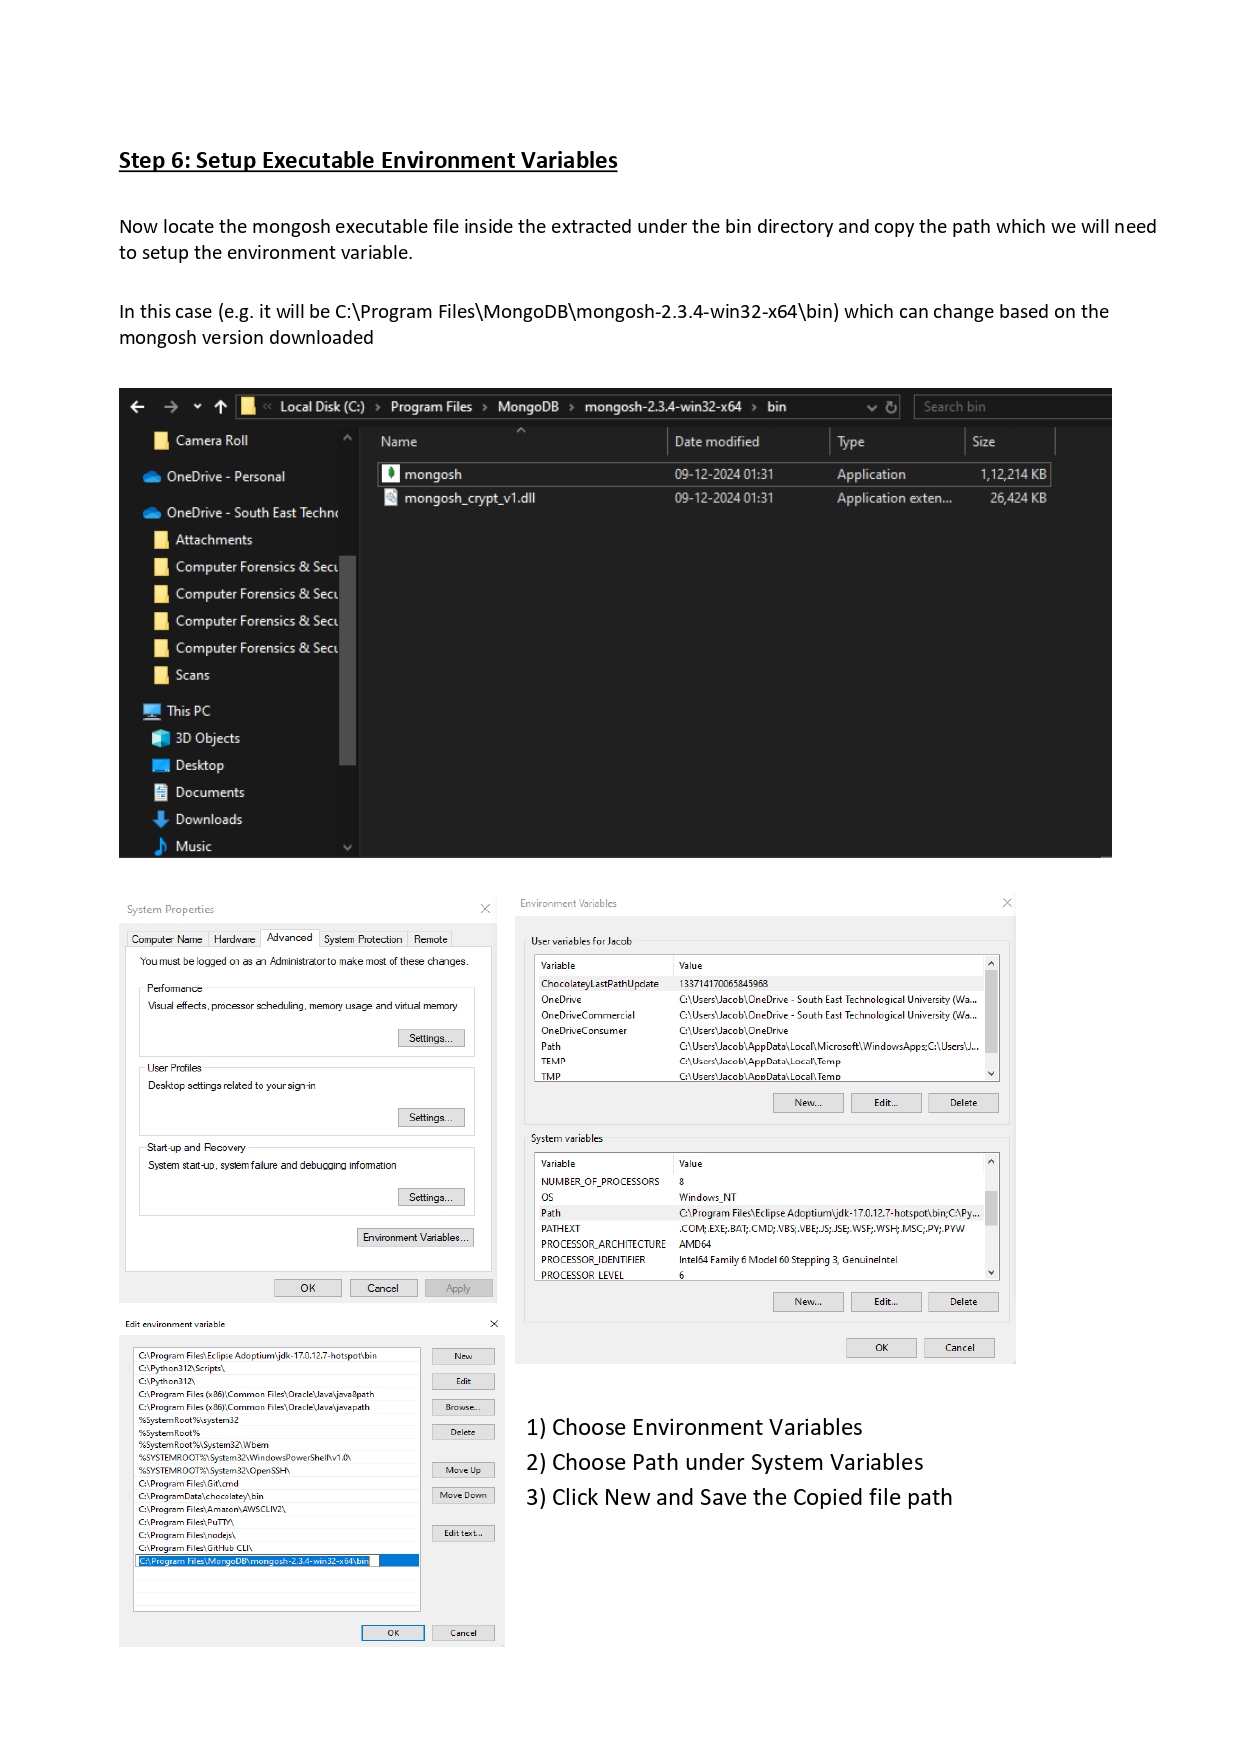 Step 6: Setup Executable Environment Variables
Now locate the mongosh executable file inside the extracted under the bin directory and copy the path which we will need
to setup the environment variable.
In this case (e.g. it will be C:\Program Files\MongoDB\mongosh-2.3.4-win32-x64\bin) which can change based on the
mongosh version downloaded
« Local Disk (C:) › Program Files › MongoDB › mongosh-2.3.4-win32-x64 › bin
Search bin
Camera Roll
OneDrive - Personal
OneDrive - South East Techno
Attachments
Computer Forensics & Secu
Computer Forensics & Secu
Computer Forensics & Secu
Computer Forensics & Secu
Scans
This PC
3D Objects
Desktop
Documents
Downloads
Music
Name Date modified Type Size
mongosh 09-12-2024 01:31 Application 1,12,214 KB
mongosh_crypt_v1.dll 09-12-2024 01:31 Application exten... 26,424 KB
System Properties
Computer Name Hardware Advanced System Protection Remote
You must be logged on as an Administrator to make most of these changes.
Performance
Visual effects, processor scheduling, memory usage and virtual memory
Settings...
User Profiles
Desktop settings related to your sign-in
Settings...
Start-up and Recovery
System start-up, system failure and debugging information
Settings...
Environment Variables...
OK Cancel Apply
Environment Variables
User variables for Jacob
Variable Value
ChocolateyLastPathUpdate 133714170065845968
OneDrive C:\Users\Jacob\OneDrive - South East Technological University (Wa...
OneDriveCommercial C:\Users\Jacob\OneDrive - South East Technological University (Wa...
OneDriveConsumer C:\Users\Jacob\OneDrive
Path C:\Users\Jacob\AppData\Local\Microsoft\WindowsApps;C:\Users\J...
TEMP C:\Users\Jacob\AppData\Local\Temp
TMP C:\Users\Jacob\AppData\Local\Temp
New... Edit... Delete
System variables
Variable Value
NUMBER_OF_PROCESSORS 8
OS Windows_NT
Path C:\Program Files\Eclipse Adoptium\jdk-17.0.12.7-hotspot\bin;C:\Py...
PATHEXT .COM;.EXE;.BAT;.CMD;.VBS;.VBE;.JS;.JSE;.WSF;.WSH;.MSC;.PY;.PYW
PROCESSOR_ARCHITECTURE AMD64
PROCESSOR_IDENTIFIER Intel64 Family 6 Model 60 Stepping 3, GenuineIntel
PROCESSOR_LEVEL 6
New... Edit... Delete
OK Cancel
Edit environment variable
C:\Program Files\Eclipse Adoptium\jdk-17.0.12.7-hotspot\bin
C:\Python312\Scripts\
C:\Python312\
C:\Program Files (x86)\Common Files\Oracle\Java\java8path
C:\Program Files (x86)\Common Files\Oracle\Java\javapath
%SystemRoot%\system32
%SystemRoot%
%SystemRoot%\System32\Wbem
%SYSTEMROOT%\System32\WindowsPowerShell\v1.0\
%SYSTEMROOT%\System32\OpenSSH\
C:\Program Files\Git\cmd
C:\ProgramData\chocolatey\bin
C:\Program Files\Amazon\AWSCLIV2\
C:\Program Files\PuTTY\
C:\Program Files\nodejs\
C:\Program Files\GitHub CLI\
C:\Program Files\MongoDB\mongosh-2.3.4-win32-x64\bin
New
Edit
Browse...
Delete
Move Up
Move Down
Edit text...
OK Cancel
1) Choose Environment Variables
2) Choose Path under System Variables
3) Click New and Save the Copied file path